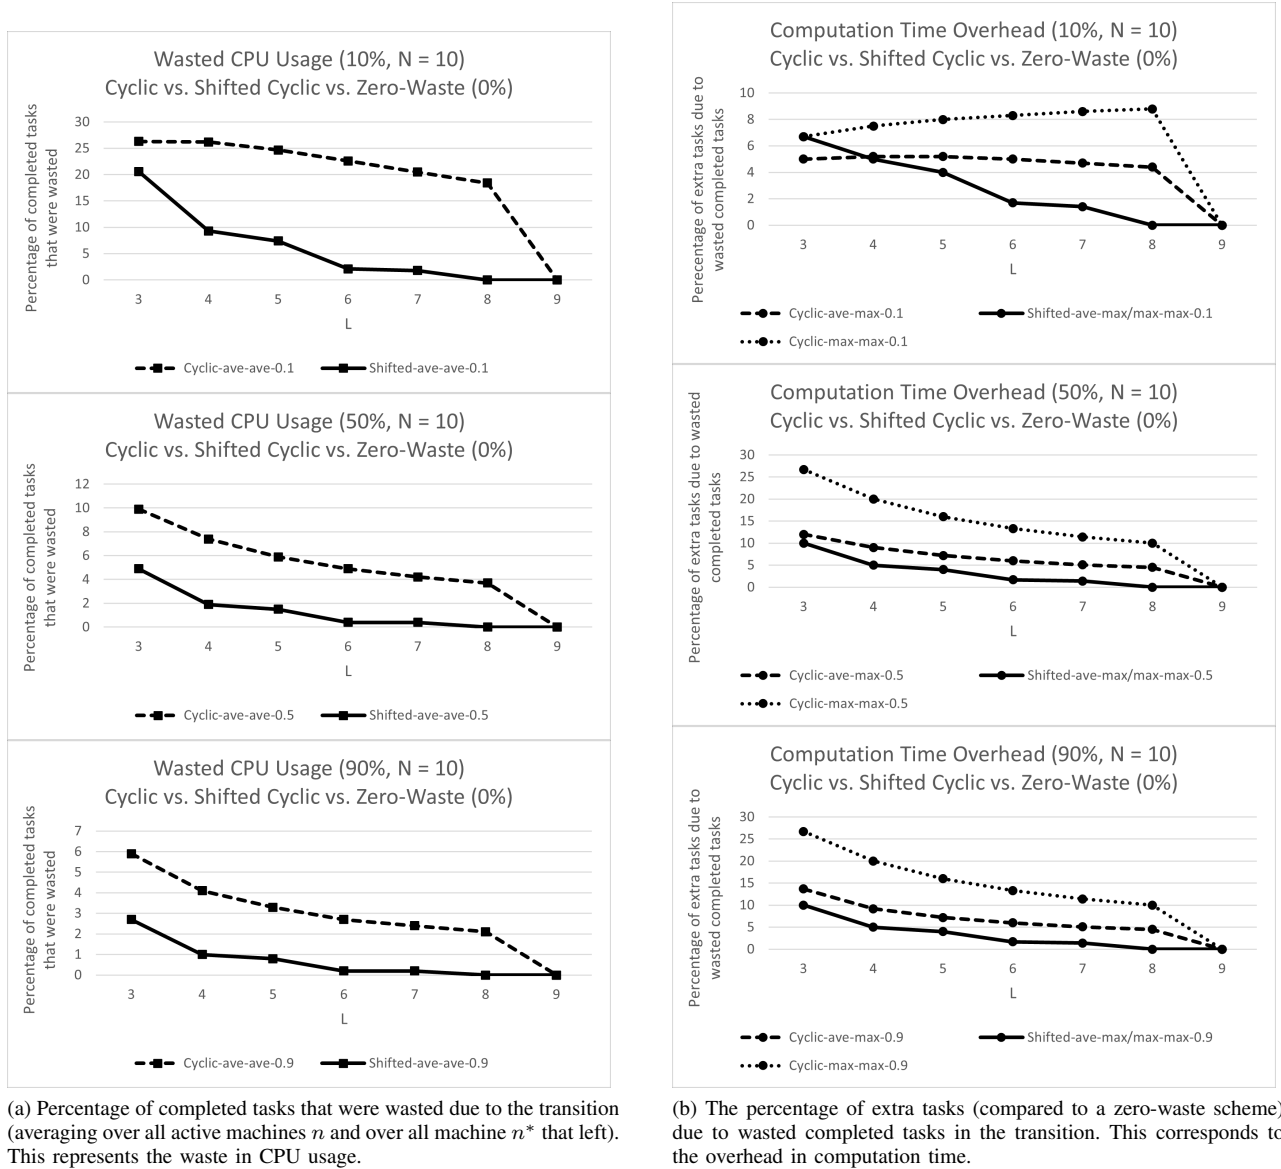 Wasted CPU Usage (10%, N = 10)
Cyclic vs. Shifted Cyclic vs. Zero-Waste (0%)
Percentage of completed tasks
that were wasted
30
25
20
15
10
5
0
3 4 5 6 7 8 9
L
Cyclic-ave-ave-0.1 Shifted-ave-ave-0.1
Wasted CPU Usage (50%, N = 10)
Cyclic vs. Shifted Cyclic vs. Zero-Waste (0%)
Percentage of completed tasks
that were wasted
12
10
8
6
4
2
0
3 4 5 6 7 8 9
L
Cyclic-ave-ave-0.5 Shifted-ave-ave-0.5
Wasted CPU Usage (90%, N = 10)
Cyclic vs. Shifted Cyclic vs. Zero-Waste (0%)
Percentage of completed tasks
that were wasted
7
6
5
4
3
2
1
0
3 4 5 6 7 8 9
L
Cyclic-ave-ave-0.9 Shifted-ave-ave-0.9
(a) Percentage of completed tasks that were wasted due to the transition
(averaging over all active machines n and over all machine n* that left).
This represents the waste in CPU usage.
Computation Time Overhead (10%, N = 10)
Cyclic vs. Shifted Cyclic vs. Zero-Waste (0%)
Perecentage of extra tasks due to
wasted completed tasks
10
8
6
4
2
0
3 4 5 6 7 8 9
L
Cyclic-ave-max-0.1 Shifted-ave-max/max-max-0.1
Cyclic-max-max-0.1
Computation Time Overhead (50%, N = 10)
Cyclic vs. Shifted Cyclic vs. Zero-Waste (0%)
Percentage of extra tasks due to wasted
completed tasks
30
25
20
15
10
5
0
3 4 5 6 7 8 9
L
Cyclic-ave-max-0.5 Shifted-ave-max/max-max-0.5
Cyclic-max-max-0.5
Computation Time Overhead (90%, N = 10)
Cyclic vs. Shifted Cyclic vs. Zero-Waste (0%)
Percentage of extra tasks due to
wasted completed tasks
30
25
20
15
10
5
0
3 4 5 6 7 8 9
L
Cyclic-ave-max-0.9 Shifted-ave-max/max-max-0.9
Cyclic-max-max-0.9
(b) The percentage of extra tasks (compared to a zero-waste scheme)
due to wasted completed tasks in the transition. This corresponds to
the overhead in computation time.